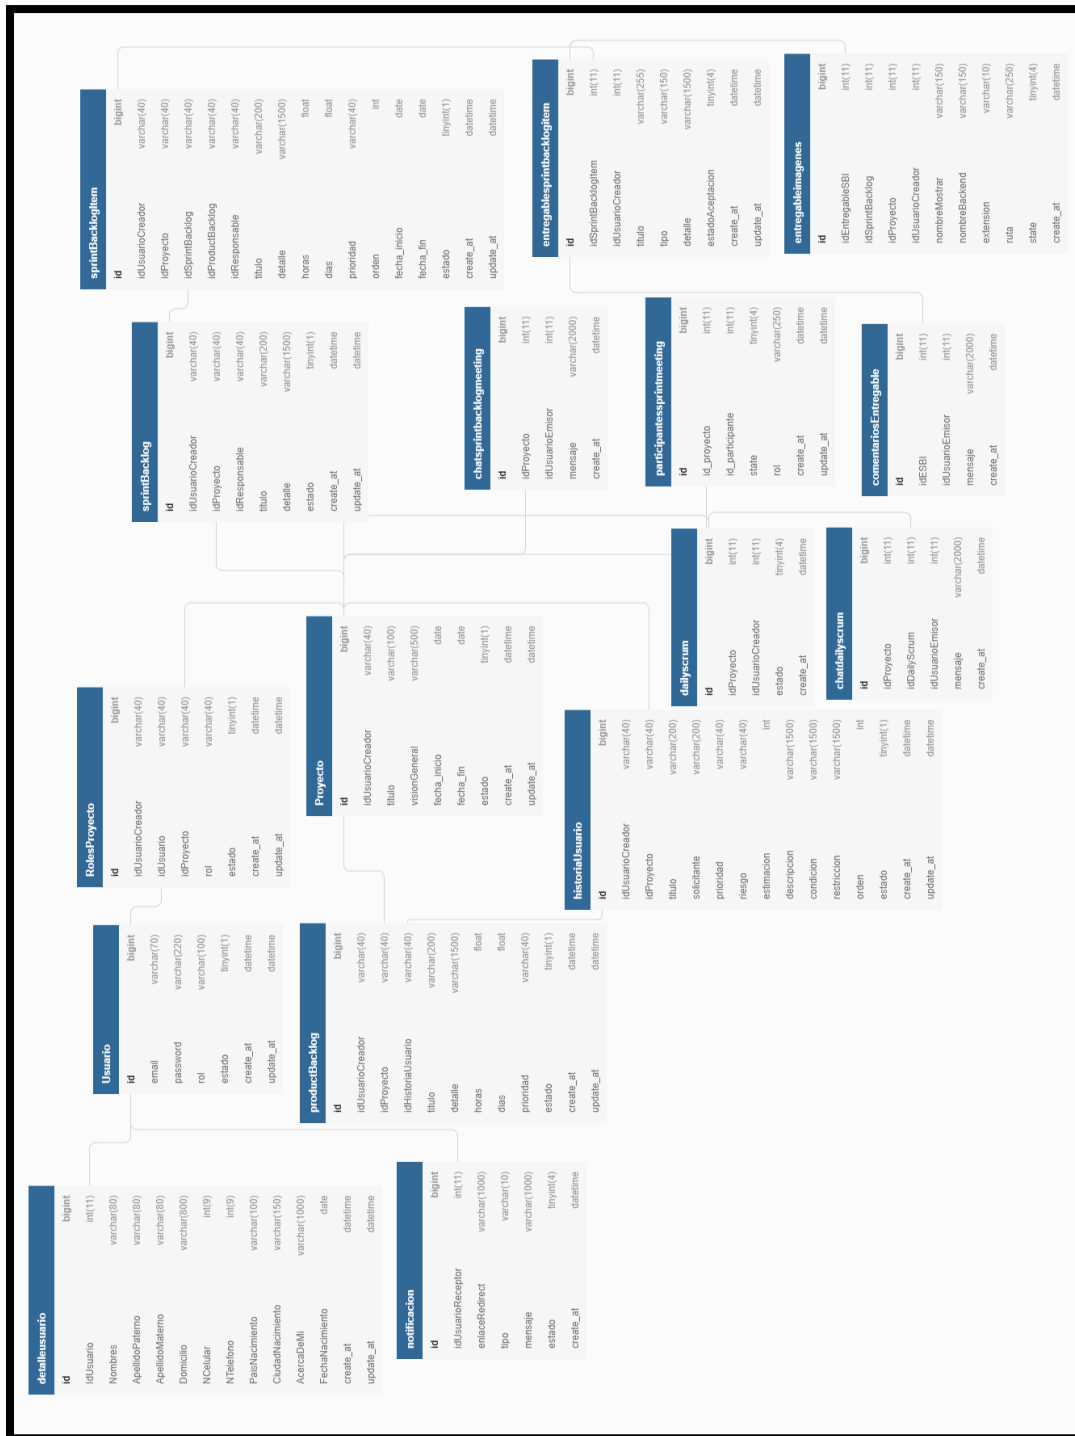 detalleusuario
id bigint
IdUsuario int(11)
Nombres varchar(80)
ApellidoPaterno varchar(80)
ApellidoMaterno varchar(80)
Domicilio varchar(800)
NCelular int(9)
NTelefono int(9)
PaisNacimiento varchar(100)
CiudadNacimiento varchar(150)
AcercaDeMi varchar(1000)
FechaNacimiento date
create_at datetime
update_at datetime
notificacion
id bigint
idUsuarioReceptor int(11)
enlaceRedirect varchar(1000)
tipo varchar(10)
mensaje varchar(1000)
estado tinyint(4)
create_at datetime
Usuario
id bigint
email varchar(70)
password varchar(220)
rol varchar(100)
estado tinyint(1)
create_at datetime
update_at datetime
productBacklog
id bigint
idUsuarioCreador varchar(40)
idProyecto varchar(40)
idHistoriaUsuario varchar(40)
titulo varchar(200)
detalle varchar(1500)
horas float
dias float
prioridad varchar(40)
estado tinyint(1)
create_at datetime
update_at datetime
RolesProyecto
id bigint
idUsuarioCreador varchar(40)
idUsuario varchar(40)
idProyecto varchar(40)
rol varchar(40)
estado tinyint(1)
create_at datetime
update_at datetime
Proyecto
id bigint
idUsuarioCreador varchar(40)
titulo varchar(100)
visionGeneral varchar(500)
fecha_inicio date
fecha_fin date
estado tinyint(1)
create_at datetime
update_at datetime
historiaUsuario
id bigint
idUsuarioCreador varchar(40)
idProyecto varchar(40)
titulo varchar(200)
solicitante varchar(200)
prioridad varchar(40)
riesgo varchar(40)
estimacion int
descripcion varchar(1500)
condicion varchar(1500)
restriccion varchar(1500)
orden int
estado tinyint(1)
create_at datetime
update_at datetime
sprintBacklog
id bigint
idUsuarioCreador varchar(40)
idProyecto varchar(40)
idResponsable varchar(40)
titulo varchar(200)
detalle varchar(1500)
estado tinyint(1)
create_at datetime
update_at datetime
chatsprintbacklogmeeting
id bigint
idProyecto int(11)
idUsuarioEmisor int(11)
mensaje varchar(2000)
create_at datetime
participantessprintmeeting
id bigint
id_proyecto int(11)
id_participante int(11)
state tinyint(4)
rol varchar(250)
create_at datetime
update_at datetime
dailyscrum
id bigint
idProyecto int(11)
idUsuarioCreador int(11)
estado tinyint(4)
create_at datetime
chatdailyscrum
id bigint
idProyecto int(11)
idDailyScrum int(11)
idUsuarioEmisor int(11)
mensaje varchar(2000)
create_at datetime
comentariosEntregable
id bigint
idESBI int(11)
idUsuarioEmisor int(11)
mensaje varchar(2000)
create_at datetime
sprintBacklogItem
id bigint
idUsuarioCreador varchar(40)
idProyecto varchar(40)
idSprintBacklog varchar(40)
idProductBacklog varchar(40)
idResponsable varchar(40)
titulo varchar(200)
detalle varchar(1500)
horas float
dias float
prioridad varchar(40)
orden int
fecha_inicio date
fecha_fin date
estado tinyint(1)
create_at datetime
update_at datetime
entregablesprintbacklogitem
id bigint
idSprintBacklogItem int(11)
idUsuarioCreador int(11)
titulo varchar(255)
tipo varchar(150)
detalle varchar(1500)
estadoAceptacion tinyint(4)
create_at datetime
update_at datetime
entregableimagenes
id bigint
idEntregableSBI int(11)
idSprintBacklog int(11)
idProyecto int(11)
idUsuarioCreador int(11)
nombreMostrar varchar(150)
nombreBackend varchar(150)
extension varchar(10)
ruta varchar(250)
state tinyint(4)
create_at datetime